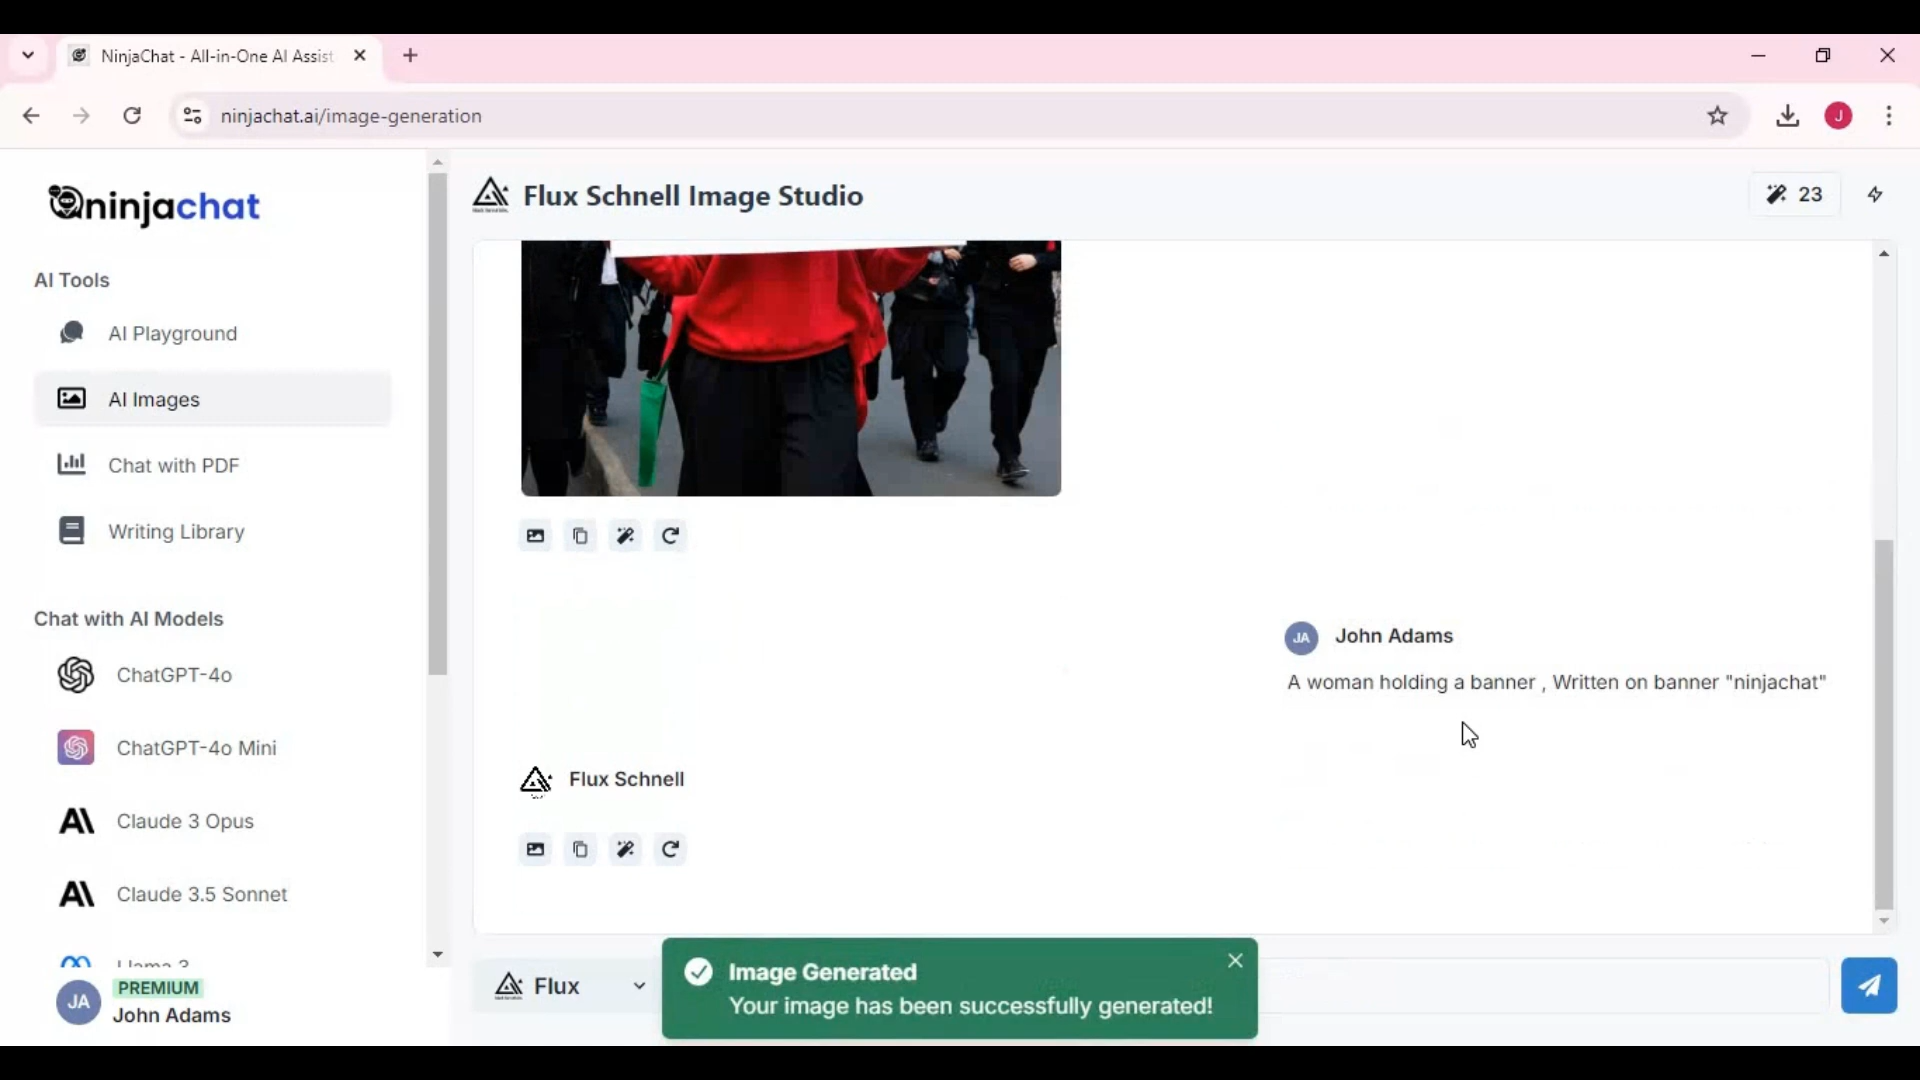 NinjaChat - All-in-One AI Assist
ninjachat.ai/image-generation
J
ninjachat
Flux Schnell Image Studio
23
AI Tools
AI Playground
AI Images
Chat with PDF
Writing Library
Chat with AI Models
ChatGPT-4o
ChatGPT-4o Mini
Claude 3 Opus
Claude 3.5 Sonnet
Llama 3
JA
PREMIUM
John Adams
JA
John Adams
A woman holding a banner , Written on banner "ninjachat"
Flux Schnell
Flux
Image Generated
Your image has been successfully generated!